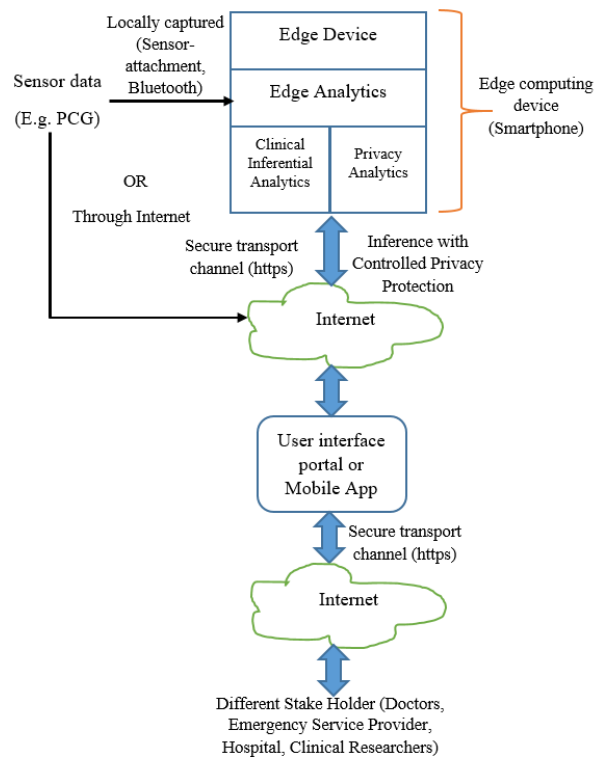 Locally captured
(Sensor-
attachment,
Bluetooth)
Sensor data
(E.g. PCG)
OR
Through Internet
Edge Device
Edge Analytics
Clinical
Inferential
Analytics
Privacy
Analytics
Edge computing
device
(Smartphone)
Secure transport
channel (https)
Inference with
Controlled Privacy
Protection
Internet
User interface
portal or
Mobile App
Secure transport
channel (https)
Internet
Different Stake Holder (Doctors,
Emergency Service Provider,
Hospital, Clinical Researchers)